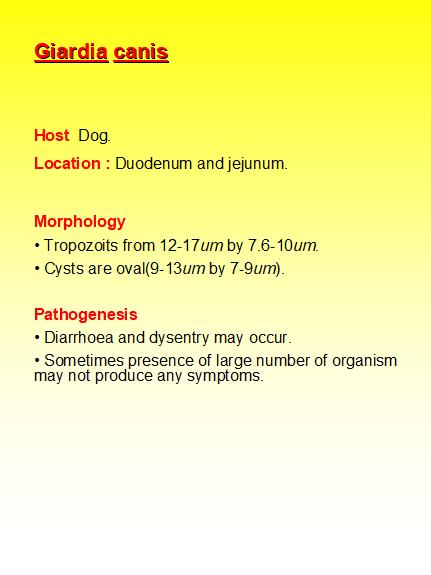 Giardia canis
Host Dog.
Location : Duodenum and jejunum.
Morphology
• Tropozoits from 12-17um by 7.6-10um.
• Cysts are oval(9-13um by 7-9um).
Pathogenesis
• Diarrhoea and dysentry may occur.
• Sometimes presence of large number of organism
may not produce any symptoms.